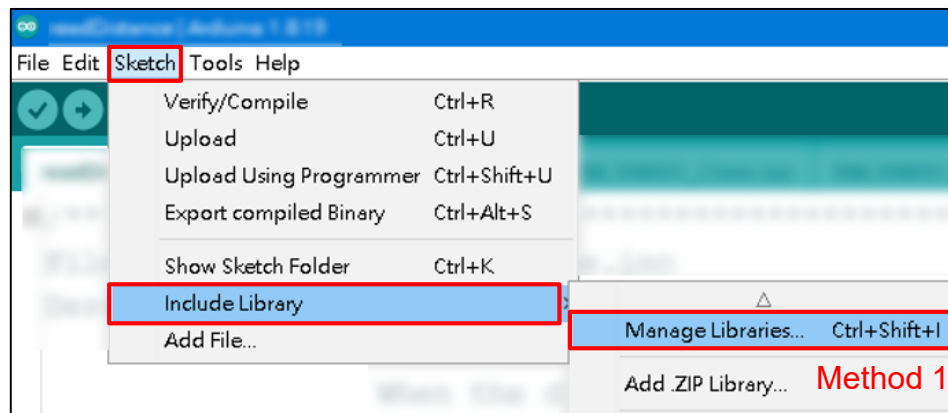 File Edit Sketch Tools Help
Verify/Compile Ctrl+R
Upload Ctrl+U
Upload Using Programmer Ctrl+Shift+U
Export compiled Binary Ctrl+Alt+S
Show Sketch Folder Ctrl+K
Include Library
Add File...
Manage Libraries... Ctrl+Shift+I
Add .ZIP Library...
Method 1